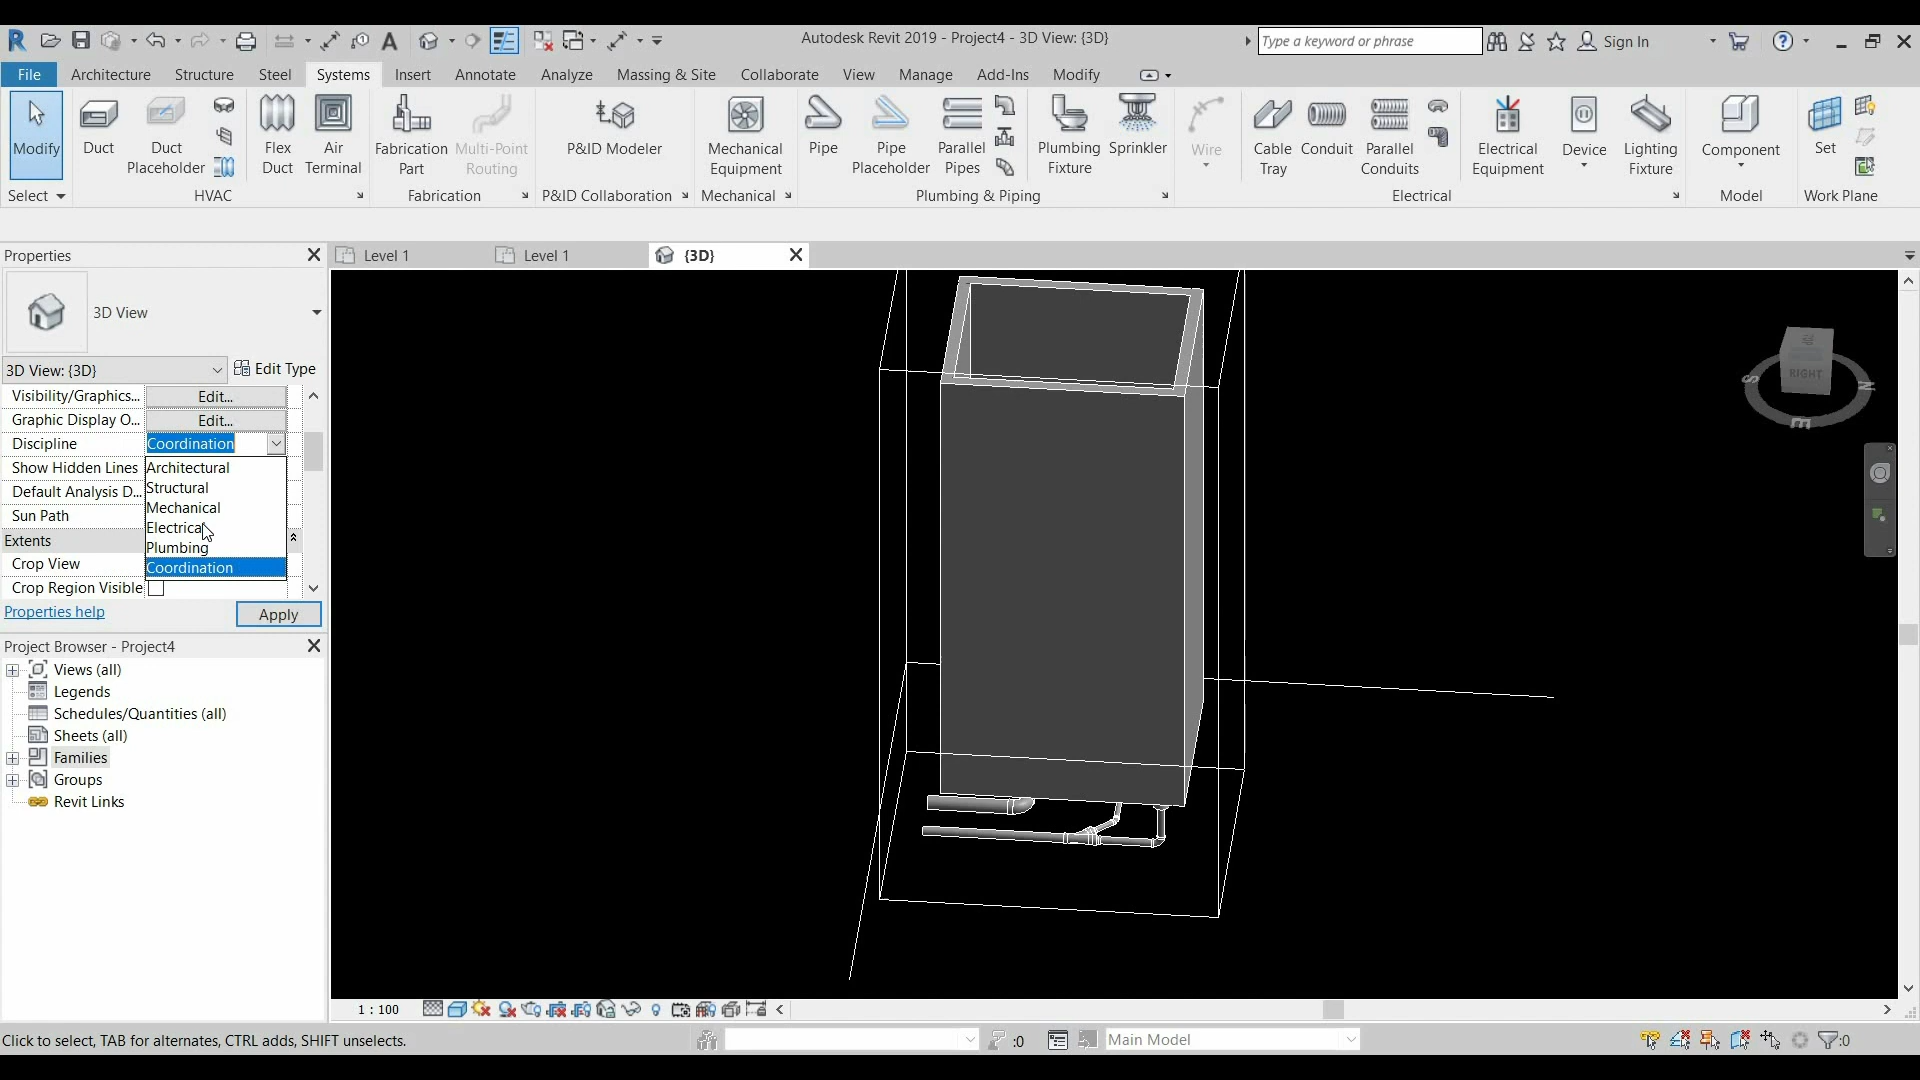 Autodesk Revit 2019 - Project4 - 3D View: {3D}
Type a keyword or phrase
Sign In
File Architecture Structure Steel Systems Insert Annotate Analyze Massing & Site Collaborate View Manage Add-Ins Modify
Modify
Duct
Duct Placeholder
Flex Duct
Air Terminal
Fabrication Part
Multi-Point Routing
P&ID Modeler
Mechanical Equipment
Pipe
Pipe Placeholder
Parallel Pipes
Plumbing Fixture
Sprinkler
Wire
Cable Tray
Conduit
Parallel Conduits
Electrical Equipment
Device
Lighting Fixture
Component
Set
Select HVAC Fabrication P&ID Collaboration Mechanical Plumbing & Piping Electrical Model Work Plane
Properties
Level 1
Level 1
{3D}
3D View
3D View: {3D}
Edit Type
Visibility/Graphics... Edit...
Graphic Display O... Edit...
Discipline Coordination
Show Hidden Lines
Default Analysis D...
Sun Path
Extents
Crop View
Crop Region Visible
Architectural
Structural
Mechanical
Electrical
Plumbing
Coordination
Properties help
Apply
Project Browser - Project4
Views (all)
Legends
Schedules/Quantities (all)
Sheets (all)
Families
Groups
Revit Links
RIGHT
S
N
E
1 : 100
Click to select, TAB for alternates, CTRL adds, SHIFT unselects.
:0
Main Model
:0